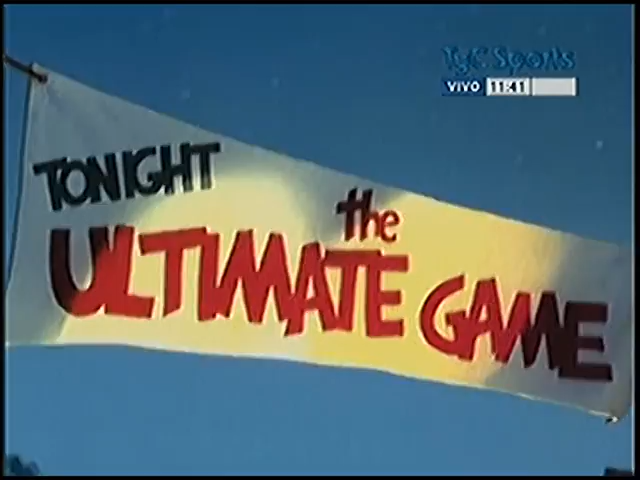 TyC Sports
VIVO 11:41
TONIGHT
the
ULTIMATE GAME